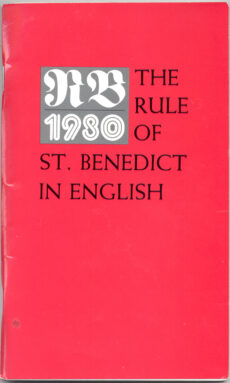 RB THE
1980 RULE
OF
ST. BENEDICT
IN ENGLISH